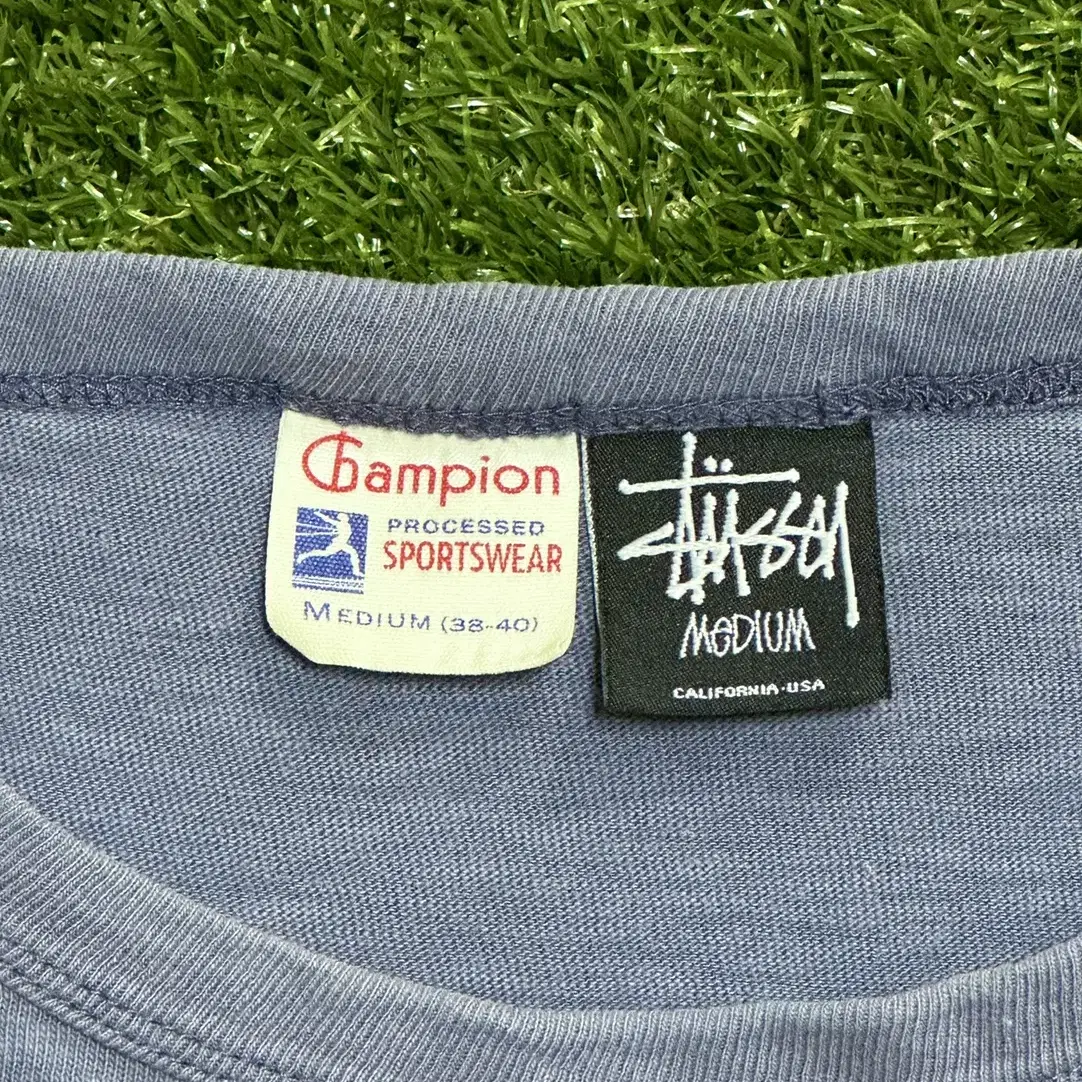 Champion
PROCESSED
SPORTSWEAR
MEDIUM (38-40)
Stüssy
MEDIUM
CALIFORNIA·USA